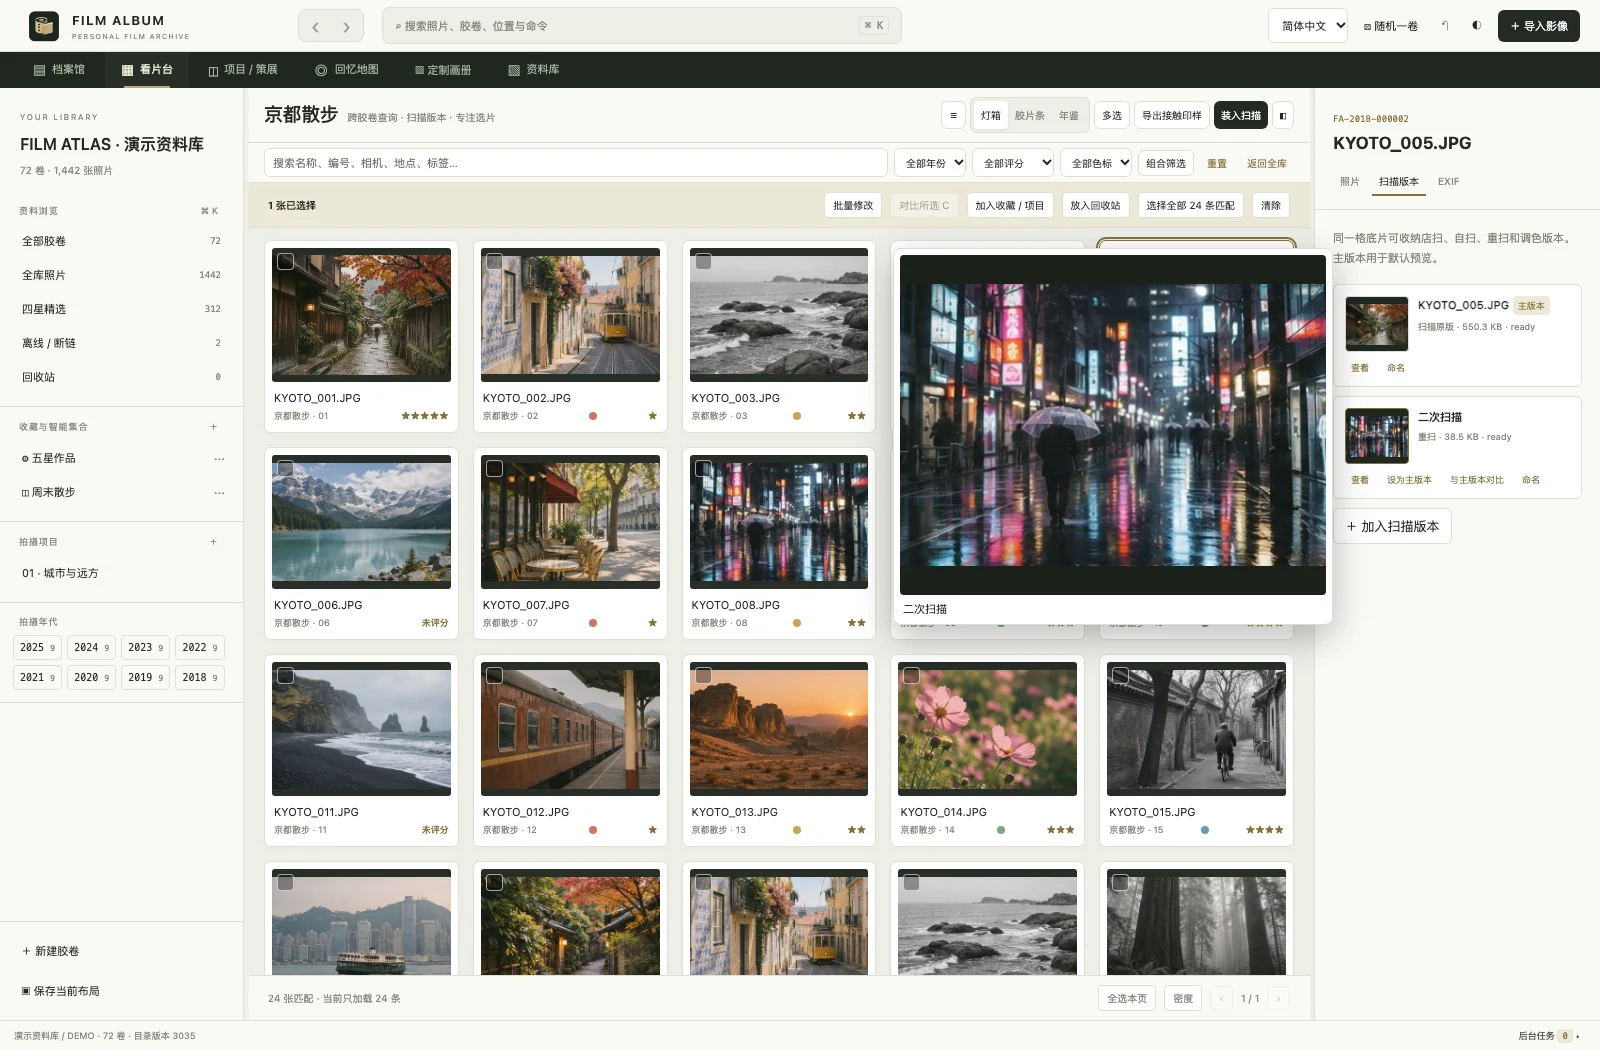 FILM ALBUM
PERSONAL FILM ARCHIVE
搜索照片、胶卷、位置与命令
⌘ K
简体中文
随机一卷
+ 导入影像
档案馆
看片台
项目 / 策展
回忆地图
定制画册
资料库
YOUR LIBRARY
FILM ATLAS · 演示资料库
72 卷 · 1,442 张照片
资料浏览
⌘ K
全部胶卷 72
全库照片 1442
四星精选 312
离线 / 断链 2
回收站 0
收藏与智能集合 +
五星作品 ···
周末散步 ···
拍摄项目 +
01 · 城市与远方
拍摄年代
2025 9
2024 9
2023 9
2022 9
2021 9
2020 9
2019 9
2018 9
+ 新建胶卷
保存当前布局
京都散步
跨胶卷查询 · 扫描版本 · 专注选片
灯箱
胶片条
年鉴
多选
导出接触印样
装入扫描
搜索名称、编号、相机、地点、标签...
全部年份
全部评分
全部色标
组合筛选
重置
返回全库
1 张已选择
批量修改
对比所选 C
加入收藏 / 项目
放入回收站
选择全部 24 条匹配
清除
KYOTO_001.JPG
京都散步 · 01 ★★★★★
KYOTO_002.JPG
京都散步 · 02 ★
KYOTO_003.JPG
京都散步 · 03 ★★
KYOTO_006.JPG
京都散步 · 06 未评分
KYOTO_007.JPG
京都散步 · 07 ★
KYOTO_008.JPG
京都散步 · 08 ★★
二次扫描
KYOTO_011.JPG
京都散步 · 11 未评分
KYOTO_012.JPG
京都散步 · 12 ★
KYOTO_013.JPG
京都散步 · 13 ★★
KYOTO_014.JPG
京都散步 · 14 ★★★
KYOTO_015.JPG
京都散步 · 15 ★★★★
24 张匹配 · 当前只加载 24 条
全选本页
密度
‹ 1 / 1 ›
FA-2018-000002
KYOTO_005.JPG
照片
扫描版本
EXIF
同一格底片可收纳店扫、自扫、重扫和调色版本。
主版本用于默认预览。
KYOTO_005.JPG 主版本
扫描原版 · 550.3 KB · ready
查看
命名
二次扫描
重扫 · 38.5 KB · ready
查看
设为主版本
与主版本对比
命名
+ 加入扫描版本
演示资料库 / DEMO · 72 卷 · 目录版本 3035
后台任务 0